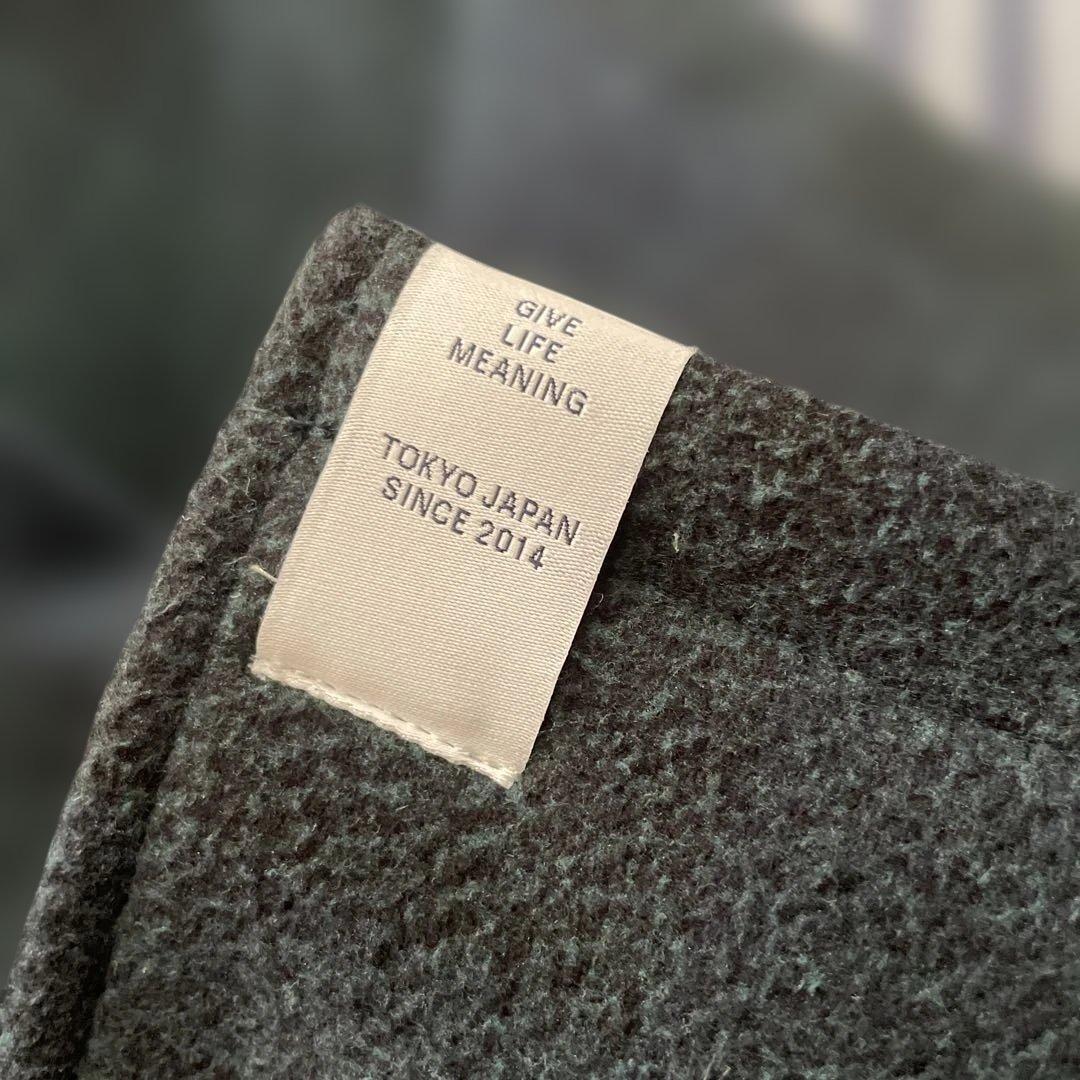 GIVE
LIFE
MEANING
TOKYO JAPAN
SINCE 2014